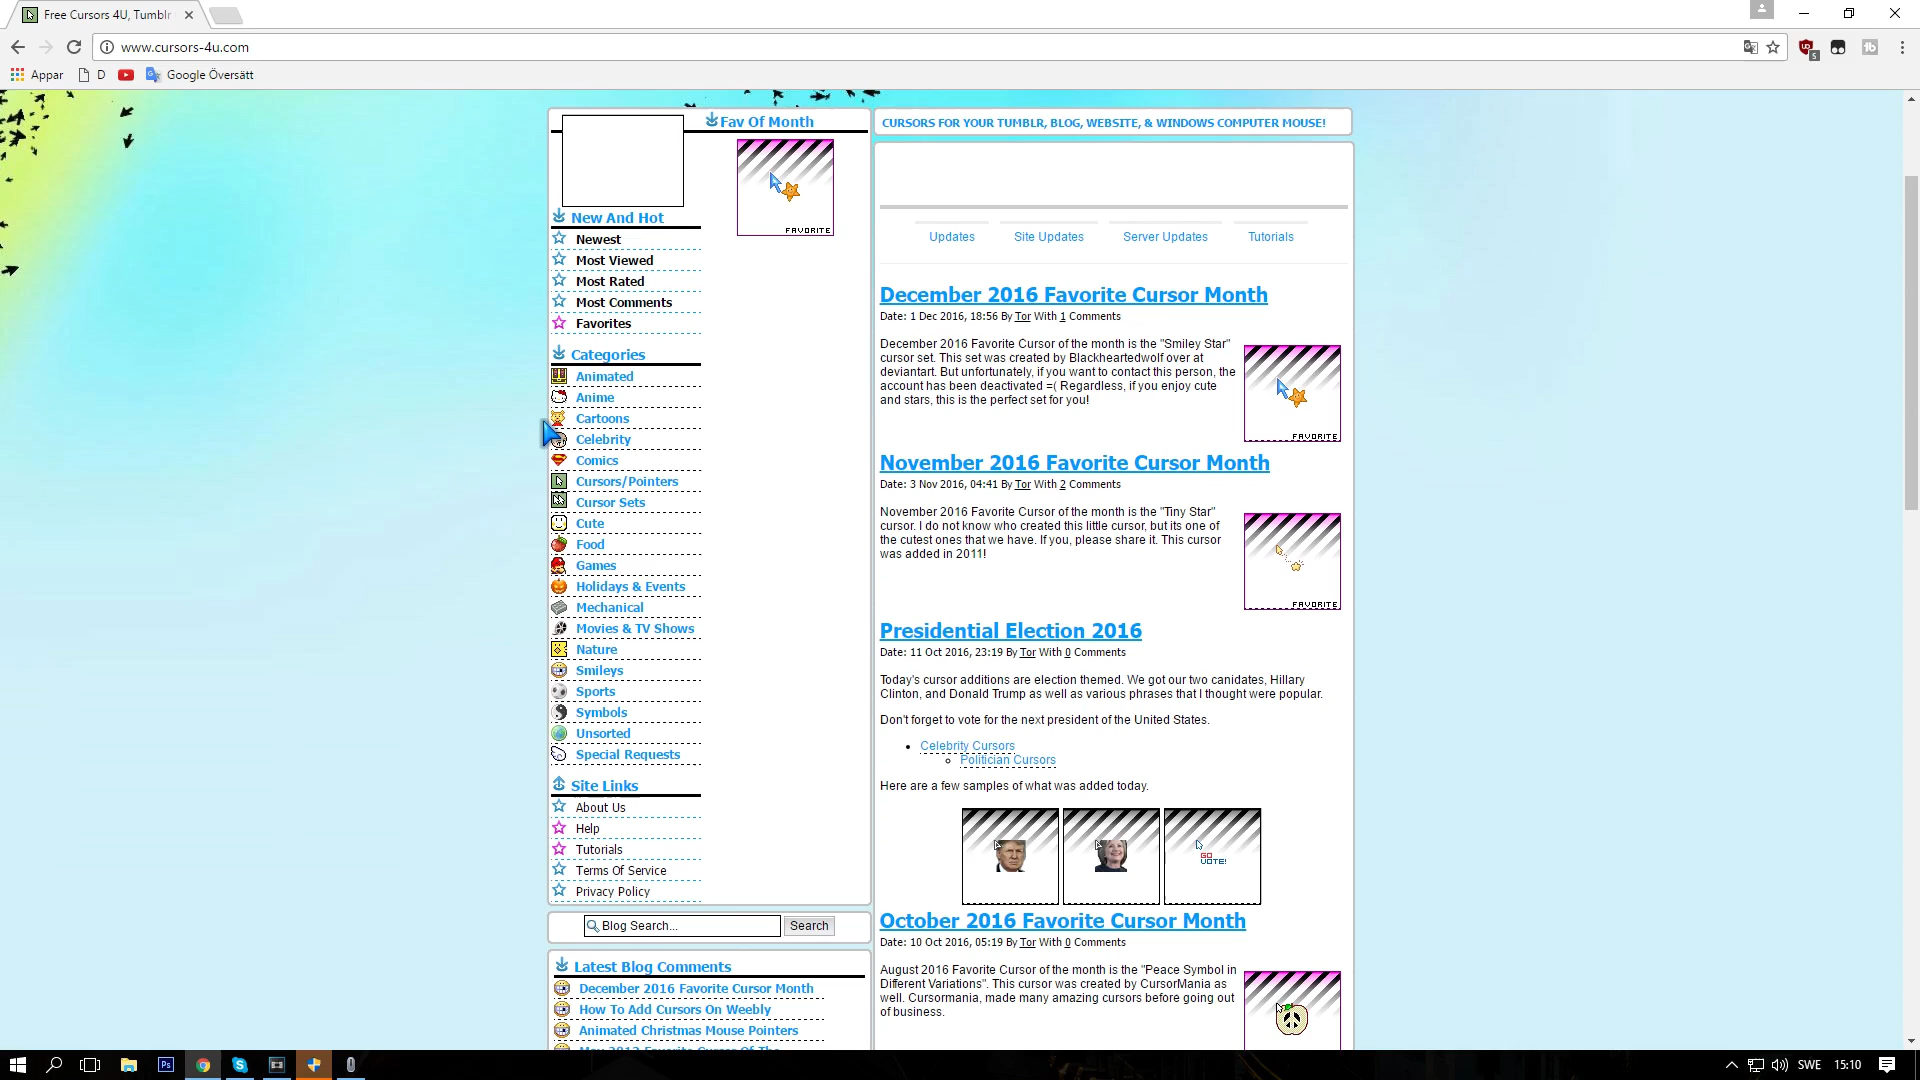 Free Cursors 4U, Tumblr
www.cursors-4u.com
Appar
D
Google Översätt
Fav Of Month
FAVORITE
New And Hot
Newest
Most Viewed
Most Rated
Most Comments
Favorites
Categories
Animated
Anime
Cartoons
Celebrity
Comics
Cursors/Pointers
Cursor Sets
Cute
Food
Games
Holidays & Events
Mechanical
Movies & TV Shows
Nature
Smileys
Sports
Symbols
Unsorted
Special Requests
Site Links
About Us
Help
Tutorials
Terms Of Service
Privacy Policy
Blog Search...
Search
Latest Blog Comments
December 2016 Favorite Cursor Month
How To Add Cursors On Weebly
Animated Christmas Mouse Pointers
CURSORS FOR YOUR TUMBLR, BLOG, WEBSITE, & WINDOWS COMPUTER MOUSE!
Updates
Site Updates
Server Updates
Tutorials
December 2016 Favorite Cursor Month
Date: 1 Dec 2016, 18:56 By Tor With 1 Comments
December 2016 Favorite Cursor of the month is the "Smiley Star"
cursor set. This set was created by Blackheartedwolf over at
deviantart. But unfortunately, if you want to contact this person, the
account has been deactivated =( Regardless, if you enjoy cute
and stars, this is the perfect set for you!
FAVORITE
November 2016 Favorite Cursor Month
Date: 3 Nov 2016, 04:41 By Tor With 2 Comments
November 2016 Favorite Cursor of the month is the "Tiny Star"
cursor. I do not know who created this little cursor, but its one of
the cutest ones that we have. If you, please share it. This cursor
was added in 2011!
FAVORITE
Presidential Election 2016
Date: 11 Oct 2016, 23:19 By Tor With 0 Comments
Today's cursor additions are election themed. We got our two canidates, Hillary
Clinton, and Donald Trump as well as various phrases that I thought were popular.
Don't forget to vote for the next president of the United States.
Celebrity Cursors
Politician Cursors
Here are a few samples of what was added today.
GO
VOTE!
October 2016 Favorite Cursor Month
Date: 10 Oct 2016, 05:19 By Tor With 0 Comments
August 2016 Favorite Cursor of the month is the "Peace Symbol in
Different Variations". This cursor was created by CursorMania as
well. Cursormania, made many amazing cursors before going out
of business.
Ps
SWE
15:10